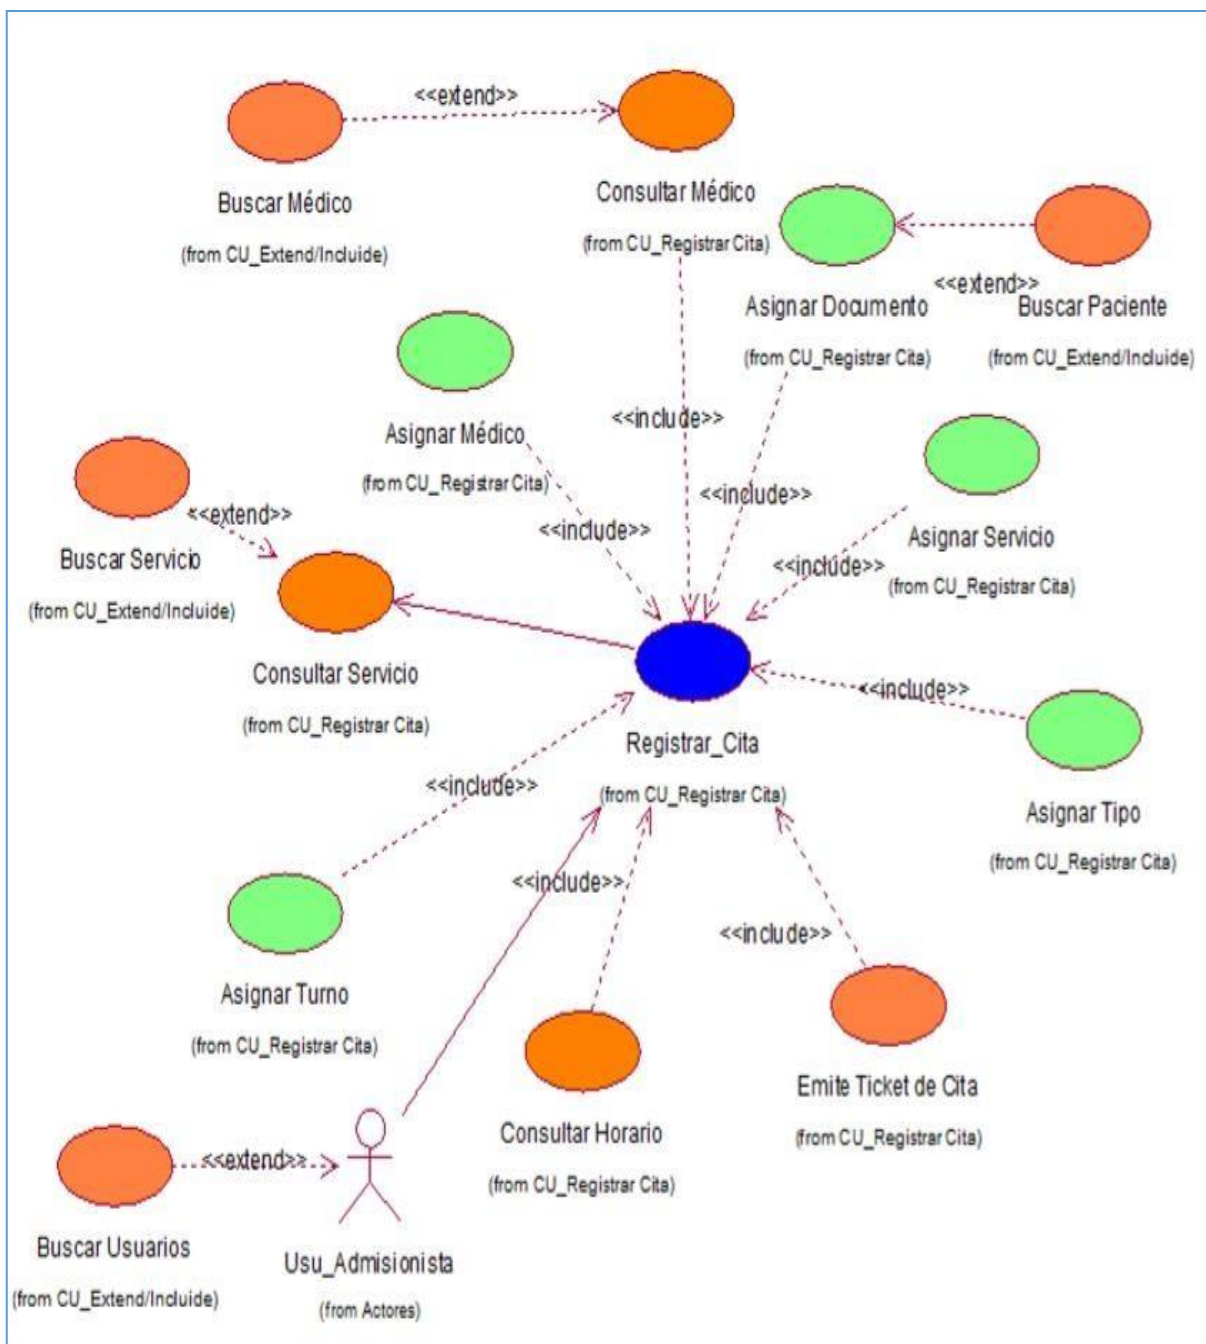 <<extend>>
Buscar Médico
(from CU_Extend/Incluide)
Consultar Médico
(from CU_Registrar Cita)
<<extend>>
Asignar Documento
(from CU_Registrar Cita)
Buscar Paciente
(from CU_Extend/Incluide)
Asignar Médico
(from CU_Registrar Cita)
<<include>>
<<include>>
<<include>>
Asignar Servicio
(from CU_Registrar Cita)
<<include>>
<<extend>>
Buscar Servicio
(from CU_Extend/Incluide)
Consultar Servicio
(from CU_Registrar Cita)
Registrar_Cita
(from CU_Registrar Cita)
<<include>>
Asignar Tipo
(from CU_Registrar Cita)
<<include>>
Asignar Turno
(from CU_Registrar Cita)
<<include>>
<<include>>
Consultar Horario
(from CU_Registrar Cita)
Emite Ticket de Cita
(from CU_Registrar Cita)
<<extend>>
Buscar Usuarios
(from CU_Extend/Incluide)
Usu_Admisionista
(from Actores)